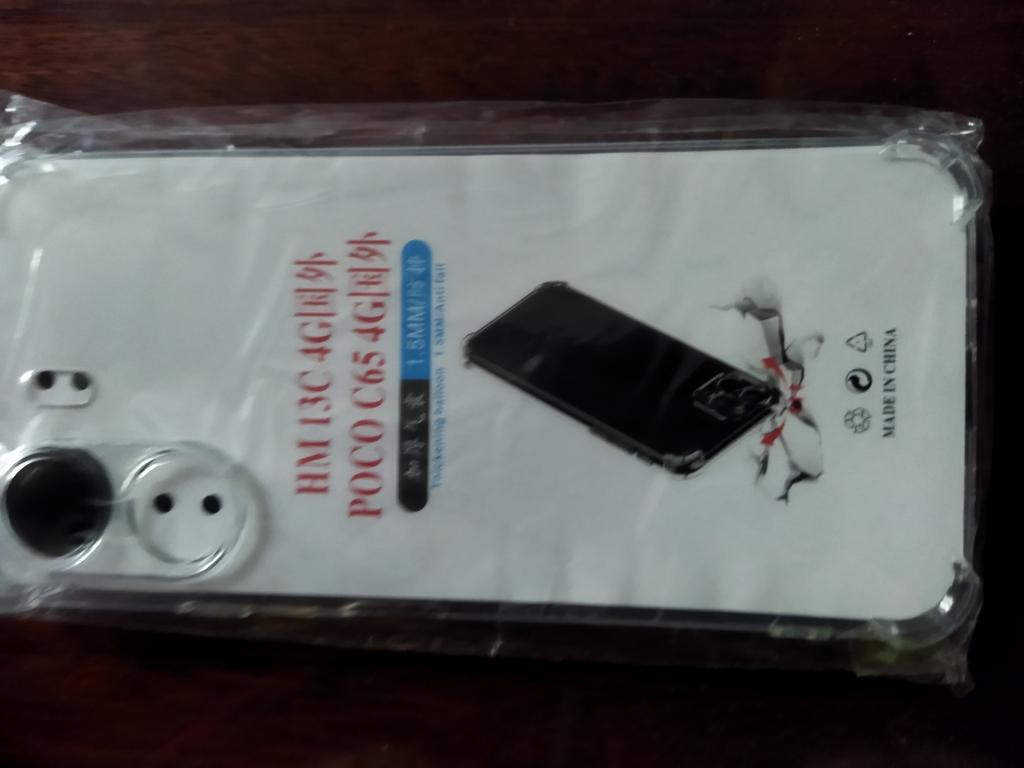 HM 13C 4G国外
POCO C65 4G国外
加厚气囊 1.5MM/防摔
Thickening balloon 1.5MM/Anti fall
MADE IN CHINA